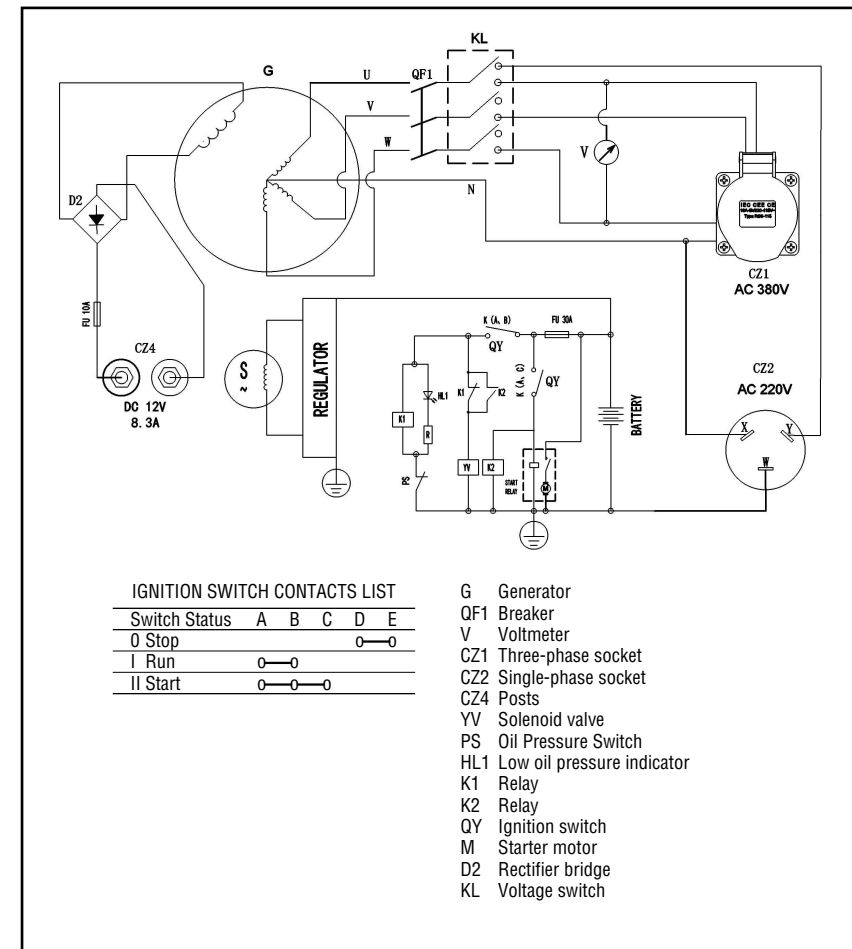 KL
G
U
QF1
V
W
V
N
D2
IEC CEE CE
CZ1
AC 380V
FU 10A
CZ4
DC 12V
8.3A
S
~
REGULATOR
K (A, B)
QY
FU 30A
K (A, C)
QY
HL1
K1
K2
K1
R
YV
K2
PS
START
RELAY
M
BATTERY
CZ2
AC 220V
X
Y
W
IGNITION SWITCH CONTACTS LIST
Switch Status A B C D E
0 Stop
I Run
II Start
G Generator
QF1 Breaker
V Voltmeter
CZ1 Three-phase socket
CZ2 Single-phase socket
CZ4 Posts
YV Solenoid valve
PS Oil Pressure Switch
HL1 Low oil pressure indicator
K1 Relay
K2 Relay
QY Ignition switch
M Starter motor
D2 Rectifier bridge
KL Voltage switch